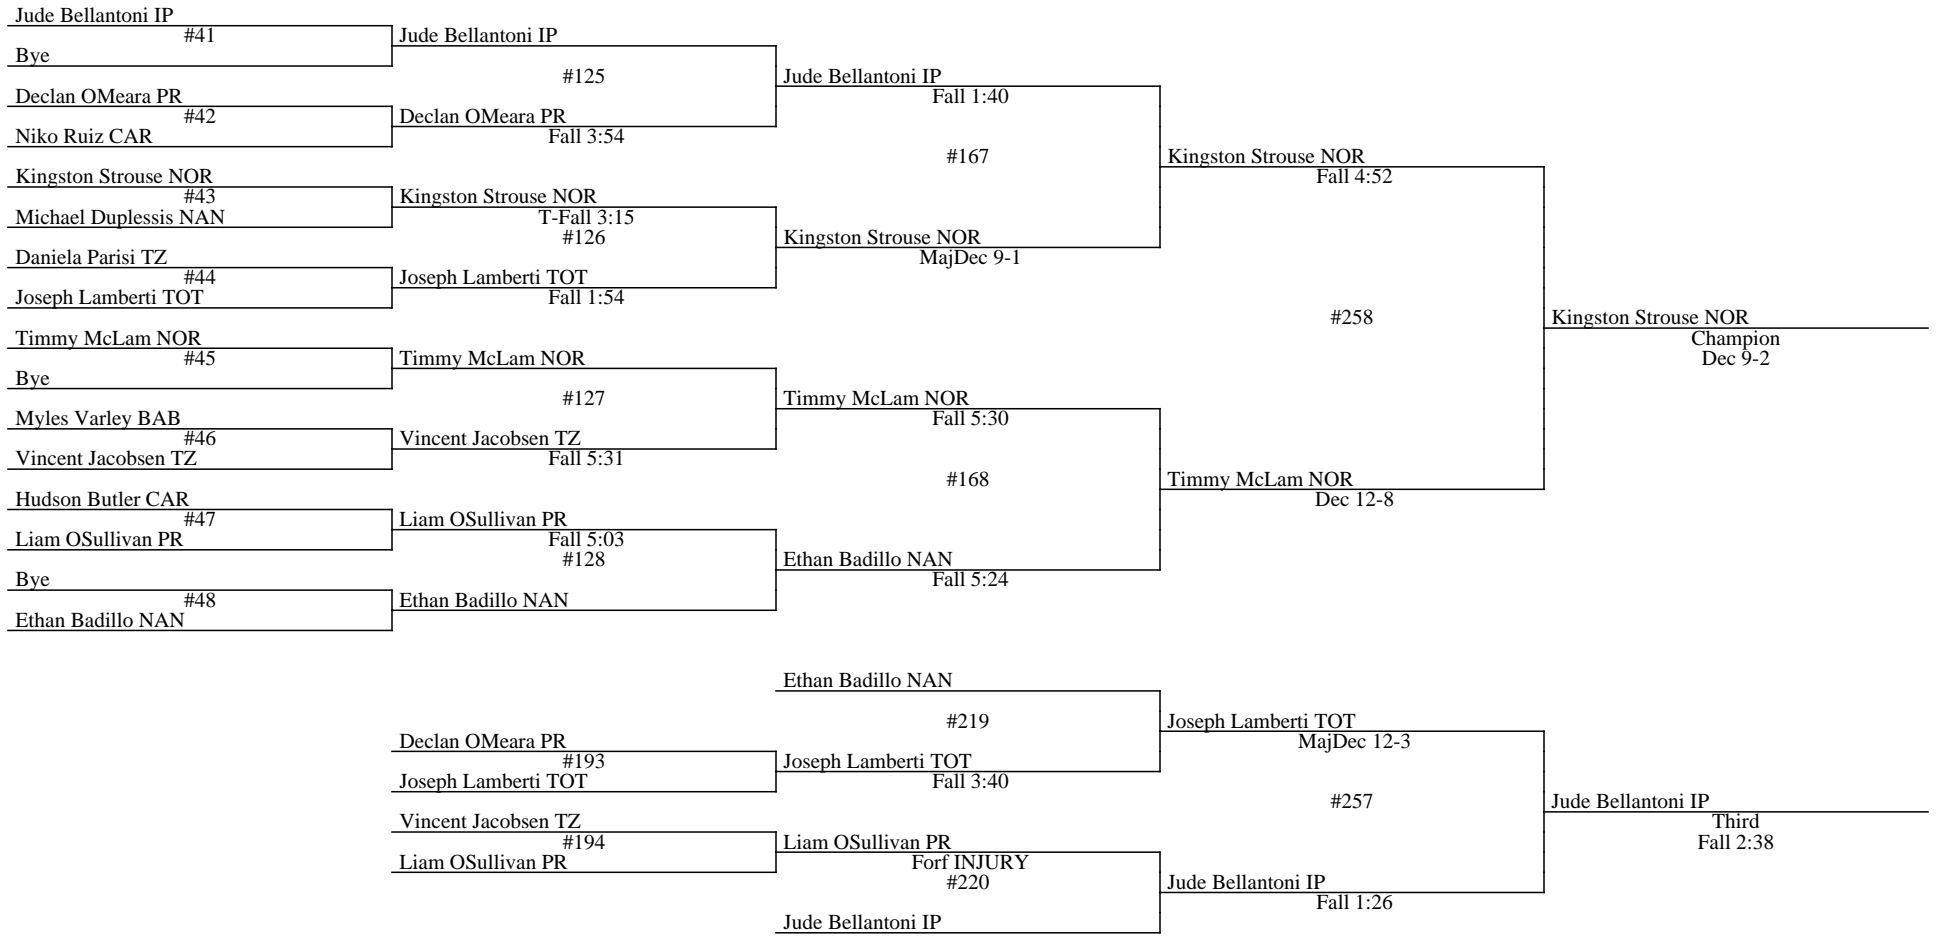 Jude Bellantoni IP
#41
Bye
Declan OMeara PR
#42
Niko Ruiz CAR
Kingston Strouse NOR
#43
Michael Duplessis NAN
Daniela Parisi TZ
#44
Joseph Lamberti TOT
Timmy McLam NOR
#45
Bye
Myles Varley BAB
#46
Vincent Jacobsen TZ
Hudson Butler CAR
#47
Liam OSullivan PR
Bye
#48
Ethan Badillo NAN
Jude Bellantoni IP
#125
Declan OMeara PR
Fall 3:54
Kingston Strouse NOR
T-Fall 3:15
#126
Joseph Lamberti TOT
Fall 1:54
Timmy McLam NOR
#127
Vincent Jacobsen TZ
Fall 5:31
Liam OSullivan PR
Fall 5:03
#128
Ethan Badillo NAN
Jude Bellantoni IP
Fall 1:40
#167
Kingston Strouse NOR
MajDec 9-1
Timmy McLam NOR
Fall 5:30
#168
Ethan Badillo NAN
Fall 5:24
Kingston Strouse NOR
Fall 4:52
#258
Timmy McLam NOR
Dec 12-8
Kingston Strouse NOR
Champion
Dec 9-2
Declan OMeara PR
#193
Joseph Lamberti TOT
Vincent Jacobsen TZ
#194
Liam OSullivan PR
Ethan Badillo NAN
#219
Joseph Lamberti TOT
Fall 3:40
Liam OSullivan PR
Forf INJURY
#220
Jude Bellantoni IP
Joseph Lamberti TOT
MajDec 12-3
#257
Jude Bellantoni IP
Fall 1:26
Jude Bellantoni IP
Third
Fall 2:38